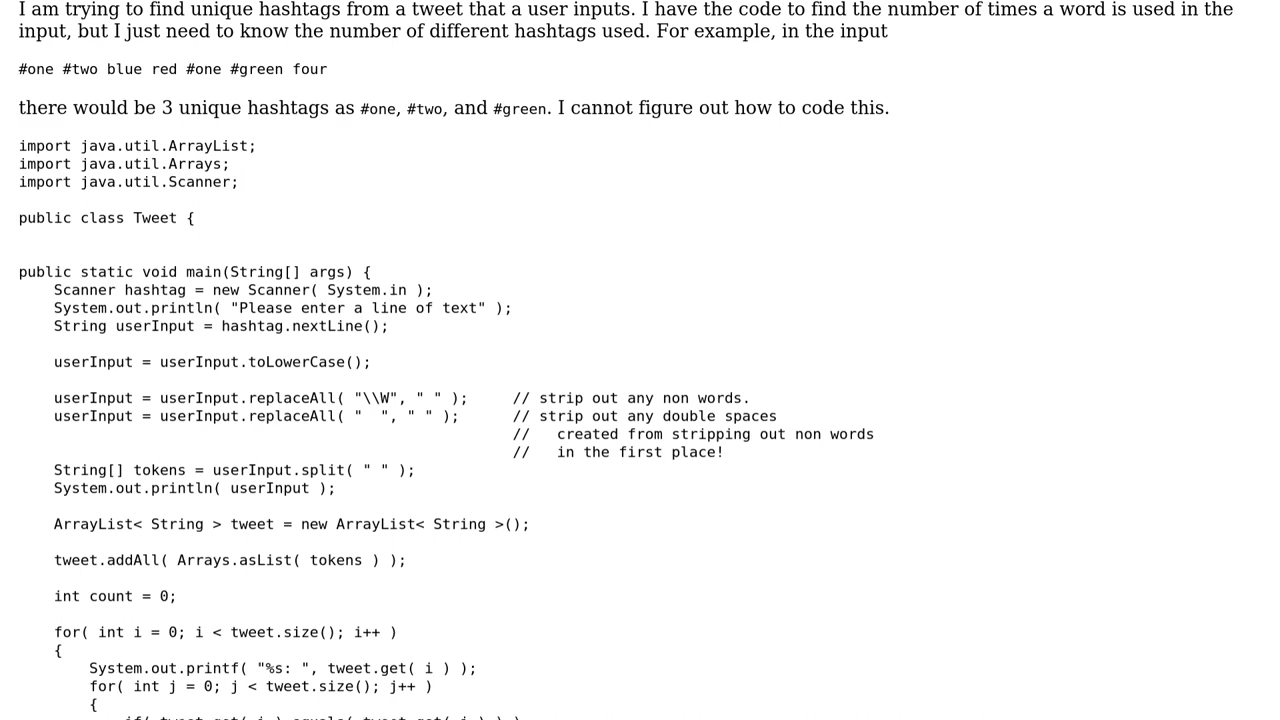 I am trying to find unique hashtags from a tweet that a user inputs. I have the code to find the number of times a word is used in the
input, but I just need to know the number of different hashtags used. For example, in the input
#one #two blue red #one #green four
there would be 3 unique hashtags as #one, #two, and #green. I cannot figure out how to code this.
import java.util.ArrayList;
import java.util.Arrays;
import java.util.Scanner;
public class Tweet {
public static void main(String[] args) {
    Scanner hashtag = new Scanner( System.in );
    System.out.println( "Please enter a line of text" );
    String userInput = hashtag.nextLine();
    userInput = userInput.toLowerCase();
    userInput = userInput.replaceAll( "\\W", " " );     // strip out any non words.
    userInput = userInput.replaceAll( "  ", " " );      // strip out any double spaces
                                                        //   created from stripping out non words
                                                        //   in the first place!
    String[] tokens = userInput.split( " " );
    System.out.println( userInput );
    ArrayList< String > tweet = new ArrayList< String >();
    tweet.addAll( Arrays.asList( tokens ) );
    int count = 0;
    for( int i = 0; i < tweet.size(); i++ )
    {
        System.out.printf( "%s: ", tweet.get( i ) );
        for( int j = 0; j < tweet.size(); j++ )
        {